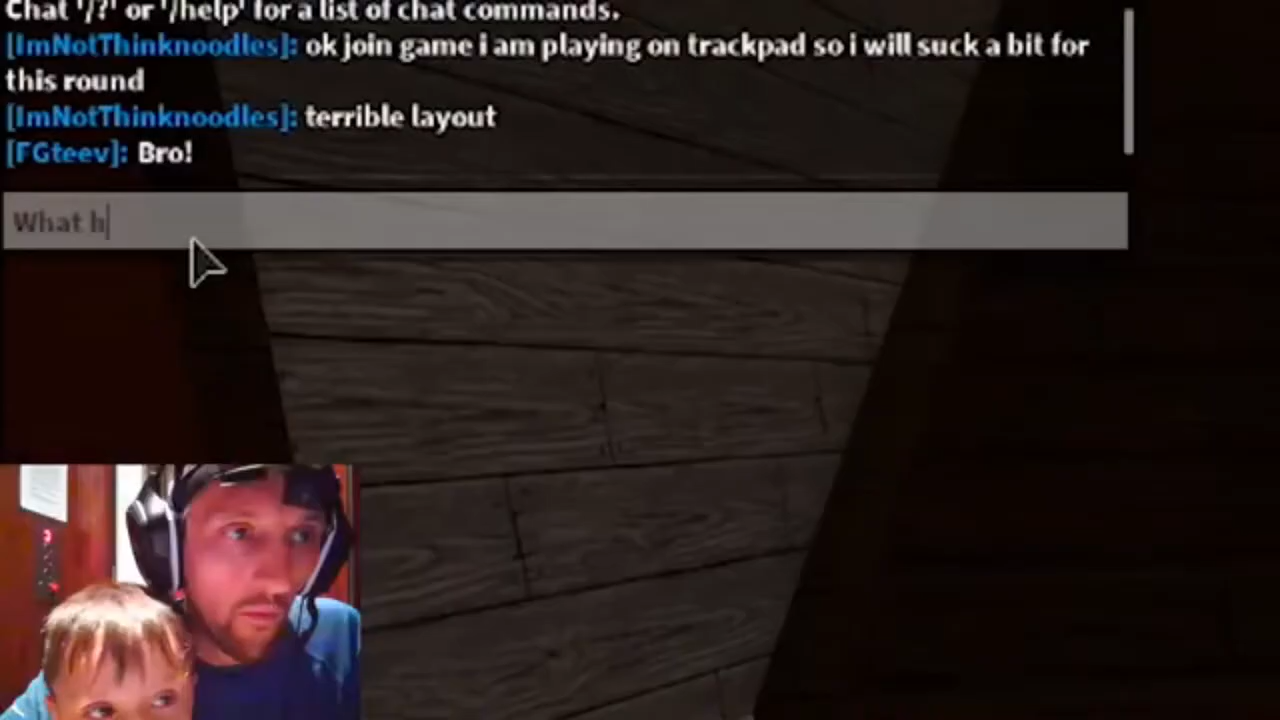 Chat '/?' or '/help' for a list of chat commands.
[ImNotThinknoodles]: ok join game i am playing on trackpad so i will suck a bit for
this round
[ImNotThinknoodles]: terrible layout
[FGteev]: Bro!
What h